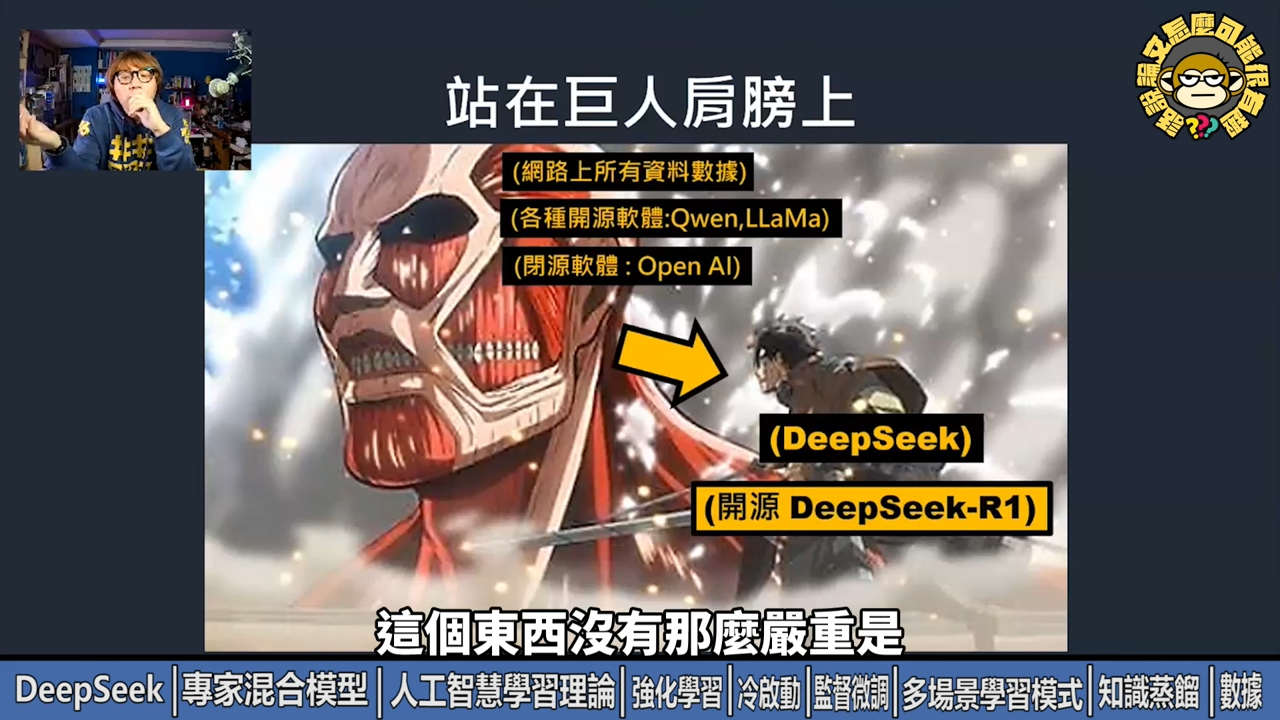 站在巨人肩膀上
(網路上所有資料數據)
(各種開源軟體:Qwen,LLaMa)
(閉源軟體 : Open AI)
(DeepSeek)
(開源 DeepSeek-R1)
這個東西沒有那麼嚴重是
DeepSeek|專家混合模型|人工智慧學習理論|強化學習|冷啟動|監督微調|多場景學習模式|知識蒸餾|數據